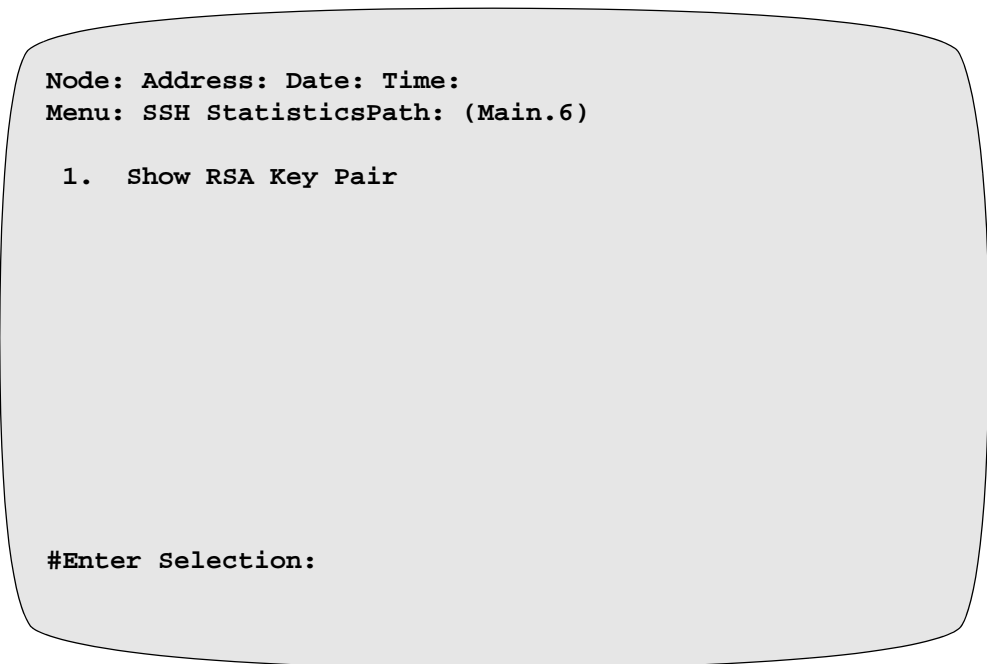 Node: Address: Date: Time:
Menu: SSH StatisticsPath: (Main.6)
1. Show RSA Key Pair
#Enter Selection: